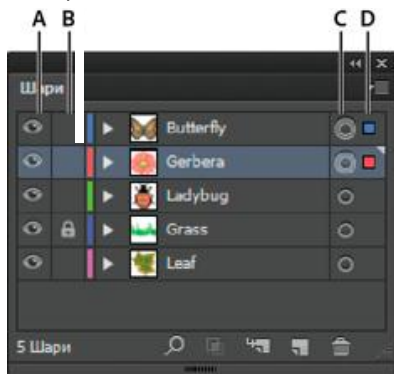 A B C D
Шари
Butterfly
Gerbera
Ladybug
Grass
Leaf
5 Шари